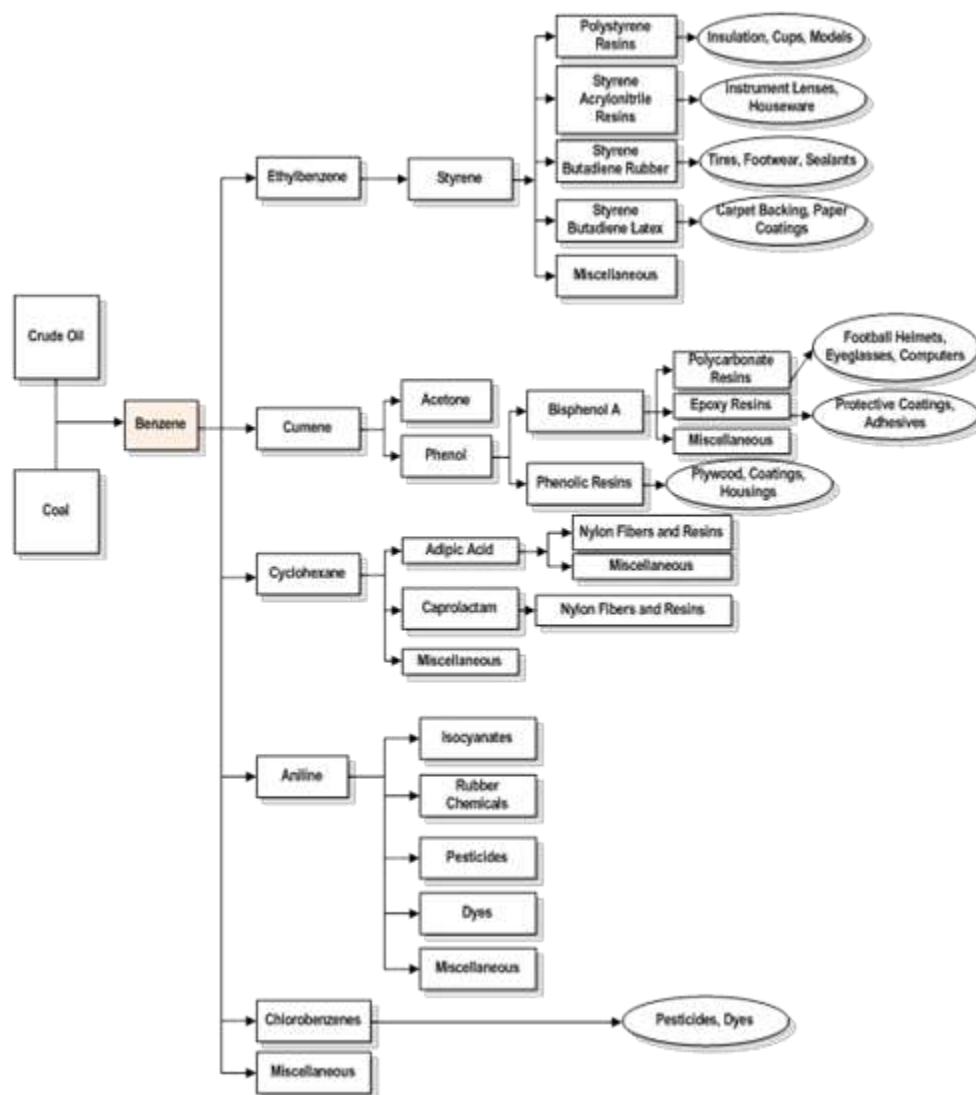 Polystyrene
Resins
Insulation, Cups, Models
Styrene
Acrylonitrile
Resins
Instrument Lenses,
Houseware
Ethylbenzene
Styrene
Styrene
Butadiene Rubber
Tires, Footwear, Sealants
Styrene
Butadiene Latex
Carpet Backing, Paper
Coatings
Miscellaneous
Crude Oil
Coal
Benzene
Cumene
Acetone
Phenol
Bisphenol A
Polycarbonate
Resins
Football Helmets,
Eyeglasses, Computers
Epoxy Resins
Protective Coatings,
Adhesives
Miscellaneous
Phenolic Resins
Plywood, Coatings,
Housings
Cyclohexane
Adipic Acid
Nylon Fibers and Resins
Miscellaneous
Caprolactam
Nylon Fibers and Resins
Miscellaneous
Aniline
Isocyanates
Rubber
Chemicals
Pesticides
Dyes
Miscellaneous
Chlorobenzenes
Pesticides, Dyes
Miscellaneous